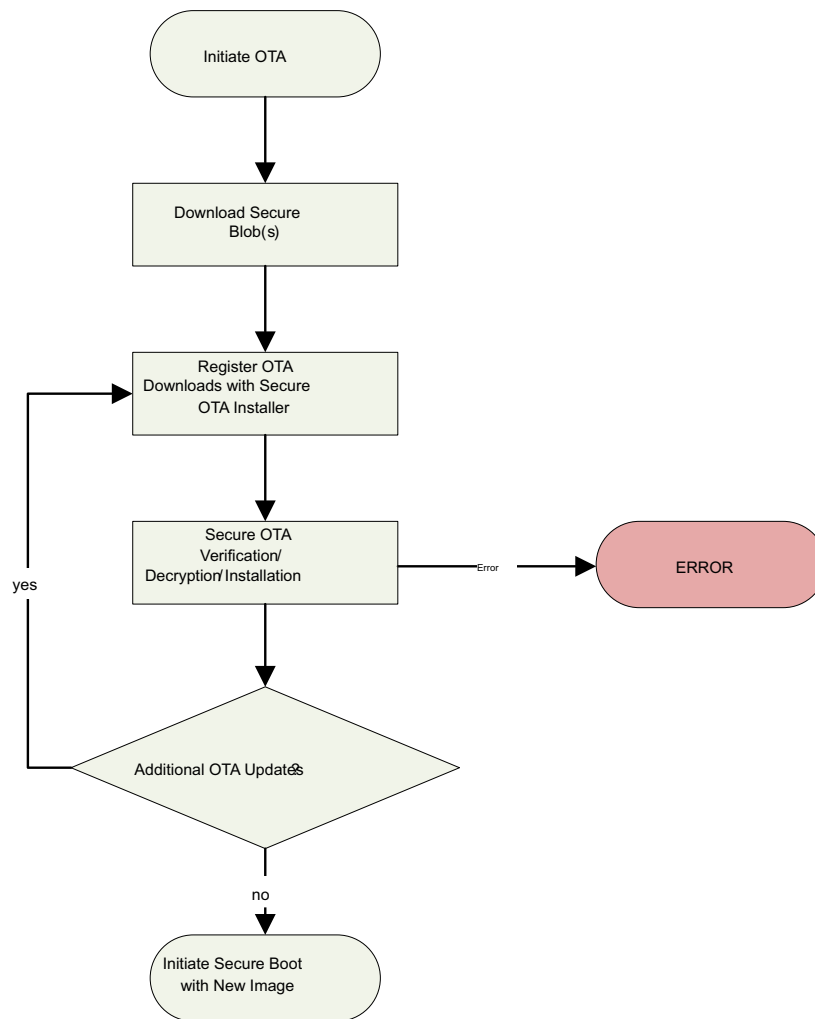 Initiate OTA
Download Secure
Blob(s)
Register OTA
Downloads with Secure
OTA Installer
Secure OTA
Verification/
Decryption/Installation
Error
ERROR
yes
Additional OTA Updates?
no
Initiate Secure Boot
with New Image